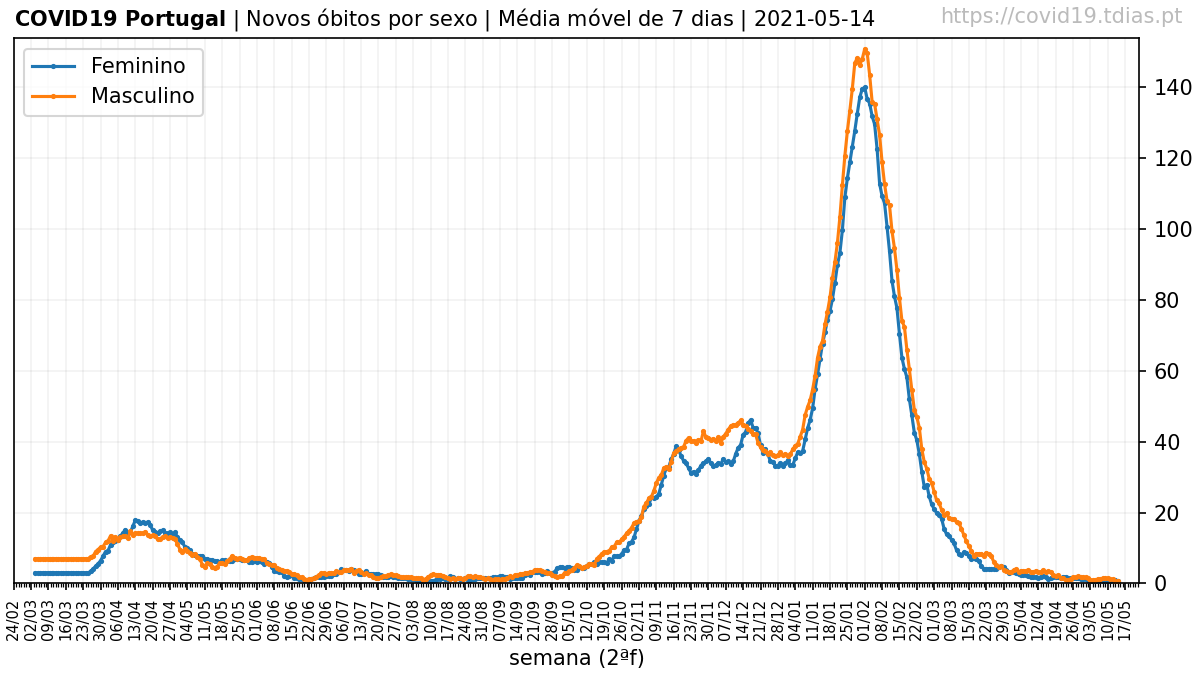 COVID19 Portugal | Novos óbitos por sexo | Média móvel de 7 dias | 2021-05-14
https://covid19.tdias.pt
Feminino
Masculino
140
120
100
80
60
40
20
0
24/02 02/03 09/03 16/03 23/03 30/03 06/04 13/04 20/04 27/04 04/05 11/05 18/05 25/05 01/06 08/06 15/06 22/06 29/06 06/07 13/07 20/07 27/07 03/08 10/08 17/08 24/08 31/08 07/09 14/09 21/09 28/09 05/10 12/10 19/10 26/10 02/11 09/11 16/11 23/11 30/11 07/12 14/12 21/12 28/12 04/01 11/01 18/01 25/01 01/02 08/02 15/02 22/02 01/03 08/03 15/03 22/03 29/03 05/04 12/04 19/04 26/04 03/05 10/05 17/05
semana (2ªf)